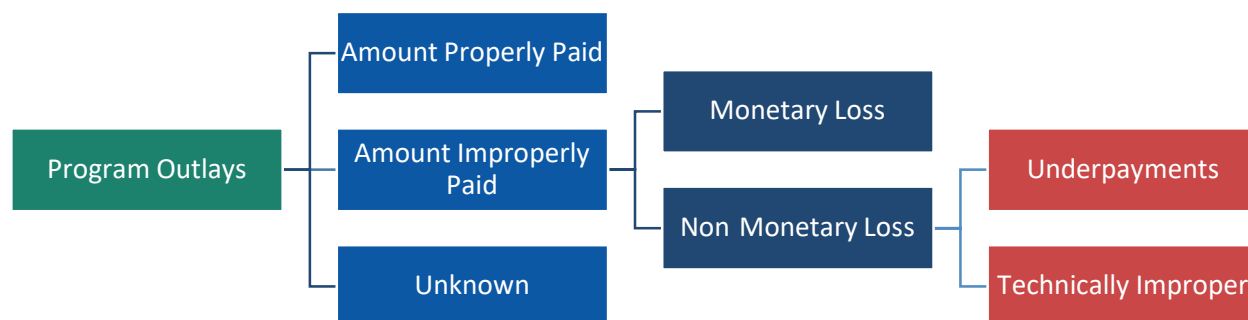 Program Outlays
Amount Properly Paid
Amount Improperly
Paid
Unknown
Monetary Loss
Non Monetary Loss
Underpayments
Technically Improper